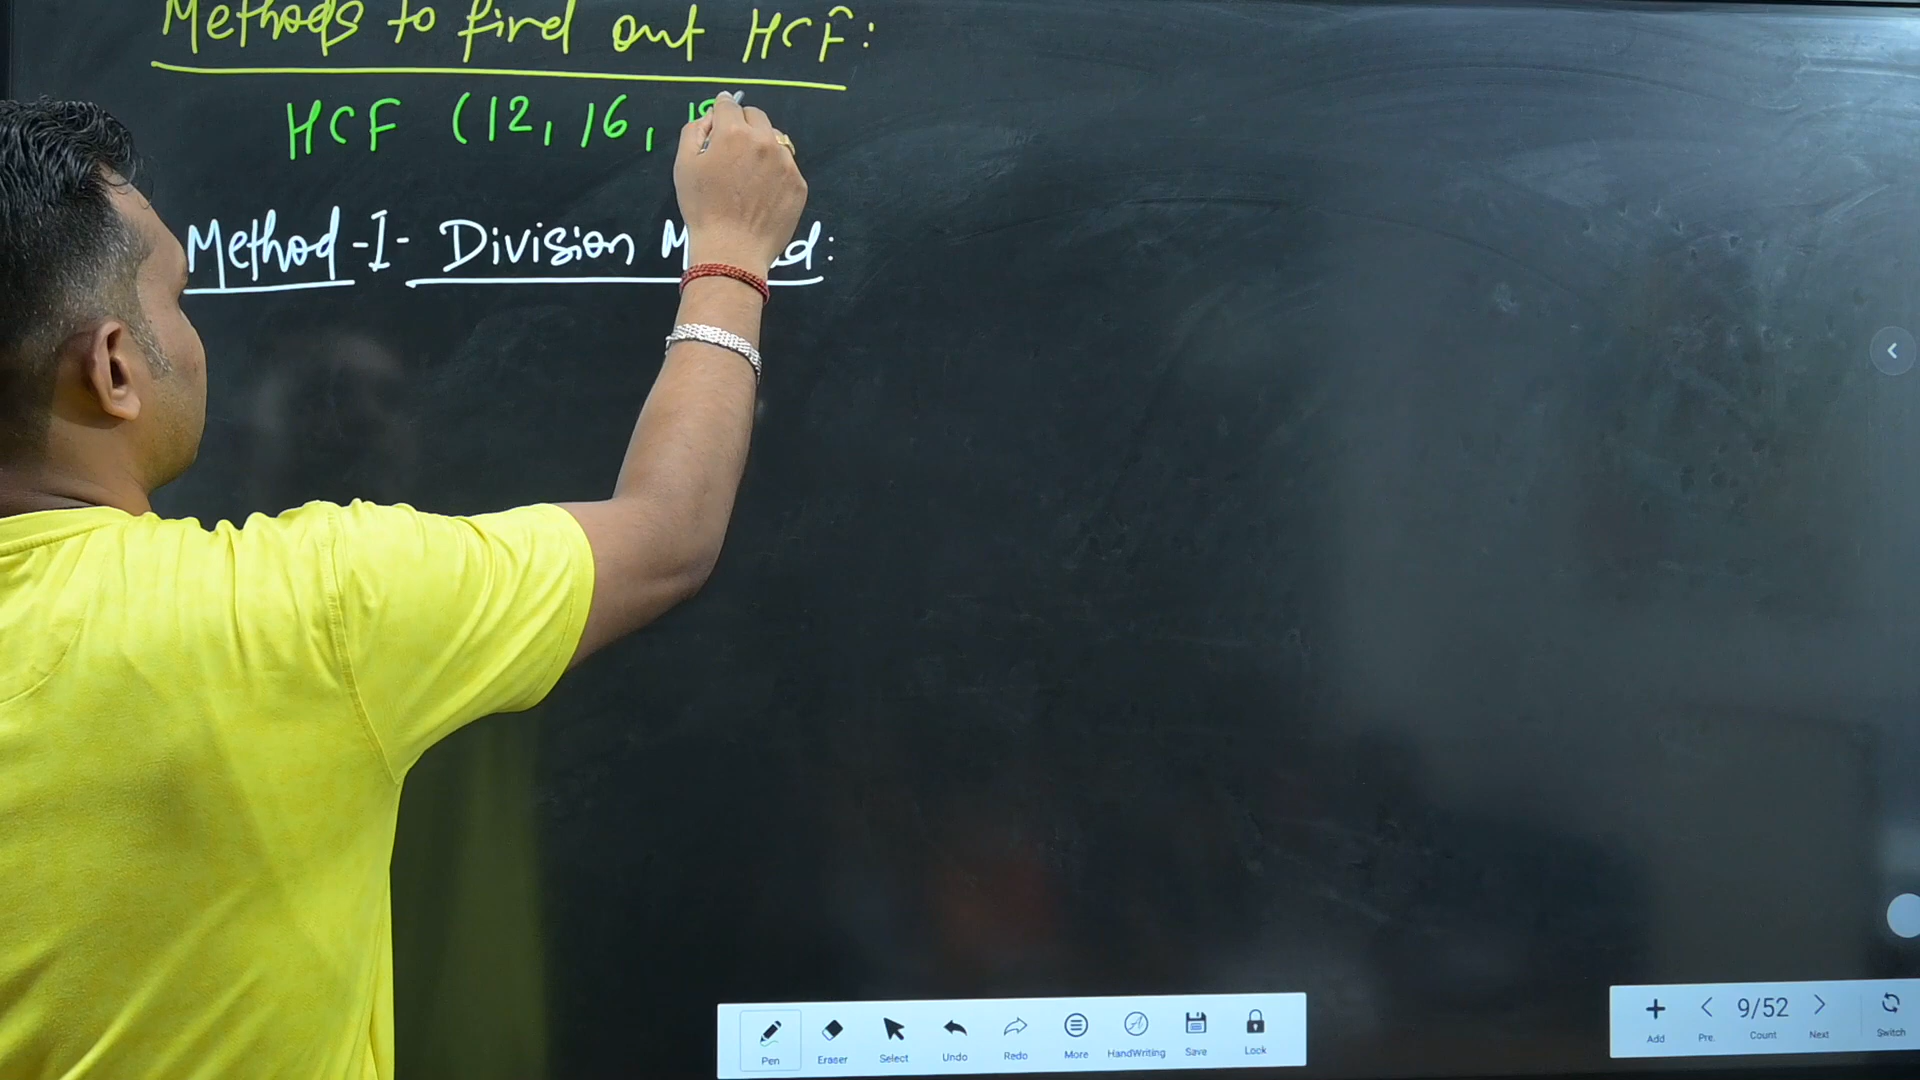 Methods to find out HCF:
HCF (12, 16, 18
Method-I- Division
Pen
Eraser
Select
Undo
Redo
More
HandWriting
Save
Lock
Add
Pre.
9/52
Count
Next
Switch